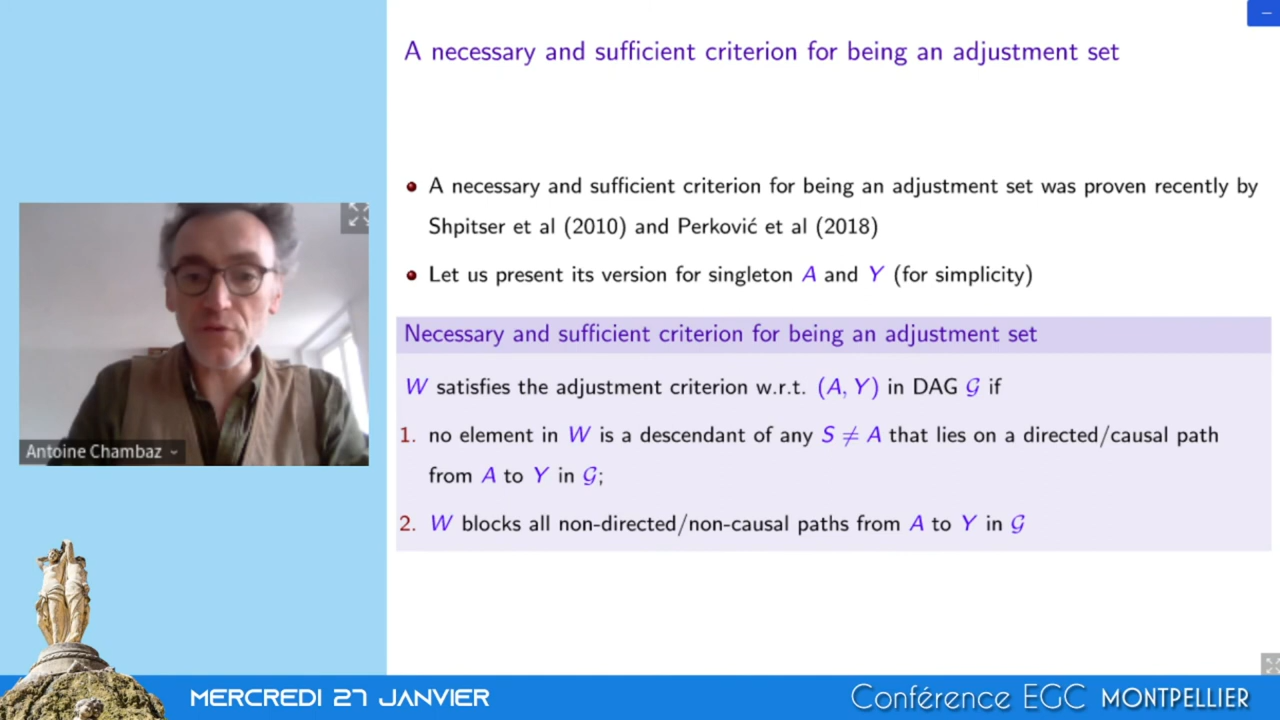 A necessary and sufficient criterion for being an adjustment set
A necessary and sufficient criterion for being an adjustment set was proven recently by
Shpitser et al (2010) and Perković et al (2018)
Let us present its version for singleton A and Y (for simplicity)
Necessary and sufficient criterion for being an adjustment set
W satisfies the adjustment criterion w.r.t. (A, Y) in DAG 𝒢 if
1. no element in W is a descendant of any S ≠ A that lies on a directed/causal path
from A to Y in 𝒢;
2. W blocks all non-directed/non-causal paths from A to Y in 𝒢
Antoine Chambaz
MERCREDI 27 JANVIER
Conférence EGC MONTPELLIER